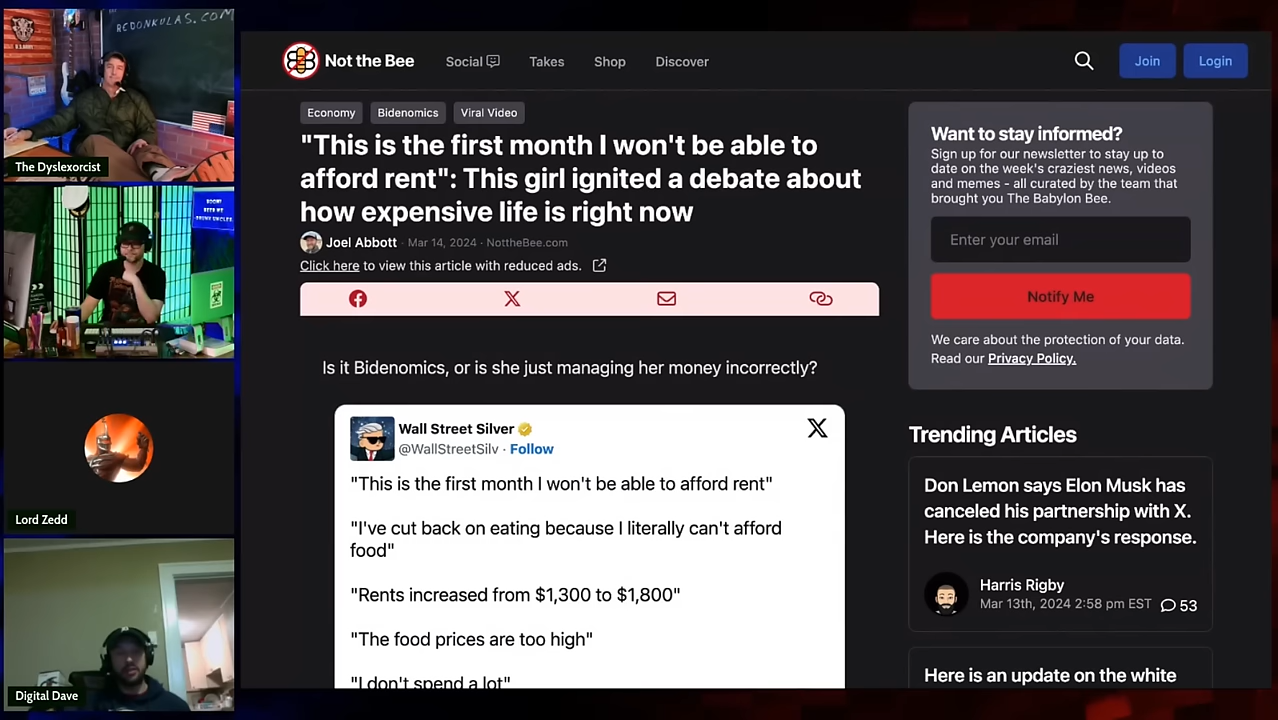 REDONKULAS.COM
U.S. ARMY
The Dyslexorcist
Lord Zedd
Digital Dave
Not the Bee
Social
Takes
Shop
Discover
Join
Login
Economy
Bidenomics
Viral Video
"This is the first month I won't be able to
afford rent": This girl ignited a debate about
how expensive life is right now
Joel Abbott · Mar 14, 2024 · NottheBee.com
Click here to view this article with reduced ads.
Is it Bidenomics, or is she just managing her money incorrectly?
Wall Street Silver
@WallStreetSilv · Follow
"This is the first month I won't be able to afford rent"
"I've cut back on eating because I literally can't afford
food"
"Rents increased from $1,300 to $1,800"
"The food prices are too high"
"I don't spend a lot"
Want to stay informed?
Sign up for our newsletter to stay up to
date on the week's craziest news, videos
and memes - all curated by the team that
brought you The Babylon Bee.
Enter your email
Notify Me
We care about the protection of your data.
Read our Privacy Policy.
Trending Articles
Don Lemon says Elon Musk has
canceled his partnership with X.
Here is the company's response.
Harris Rigby
Mar 13th, 2024 2:58 pm EST
53
Here is an update on the white